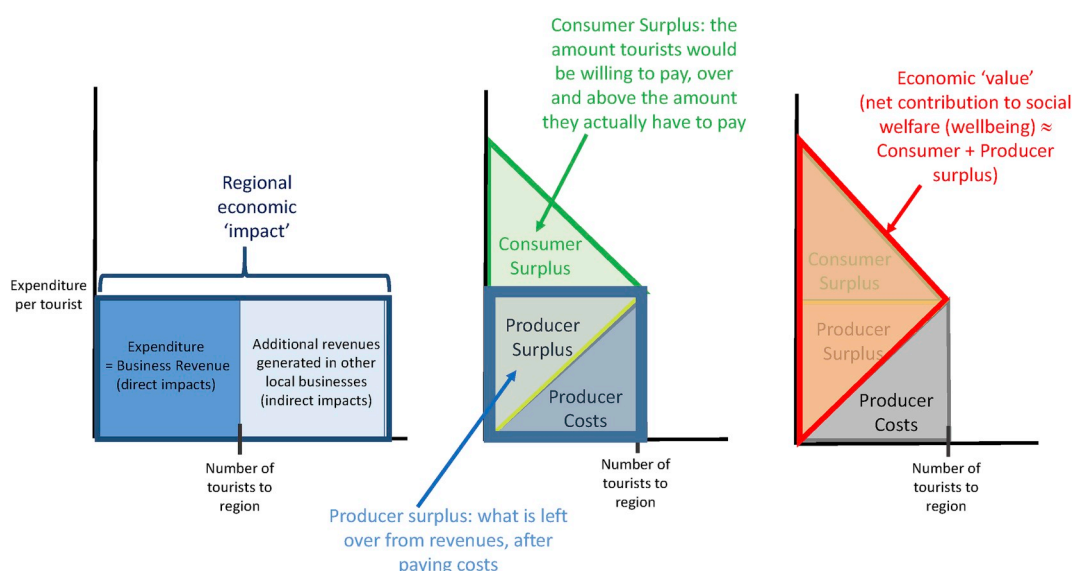 Consumer Surplus: the
amount tourists would
be willing to pay, over
and above the amount
they actually have to pay
Economic ‘value’
(net contribution to social
welfare (wellbeing) ≈
Consumer + Producer
surplus)
Regional
economic
‘impact’
Expenditure
per tourist
Expenditure
= Business Revenue
(direct impacts)
Additional revenues
generated in other
local businesses
(indirect impacts)
Number of
tourists to
region
Consumer
Surplus
Producer
Surplus
Producer
Costs
Number of
tourists to
region
Producer surplus: what is left
over from revenues, after
paying costs
Consumer
Surplus
Producer
Surplus
Producer
Costs
Number of
tourists to
region